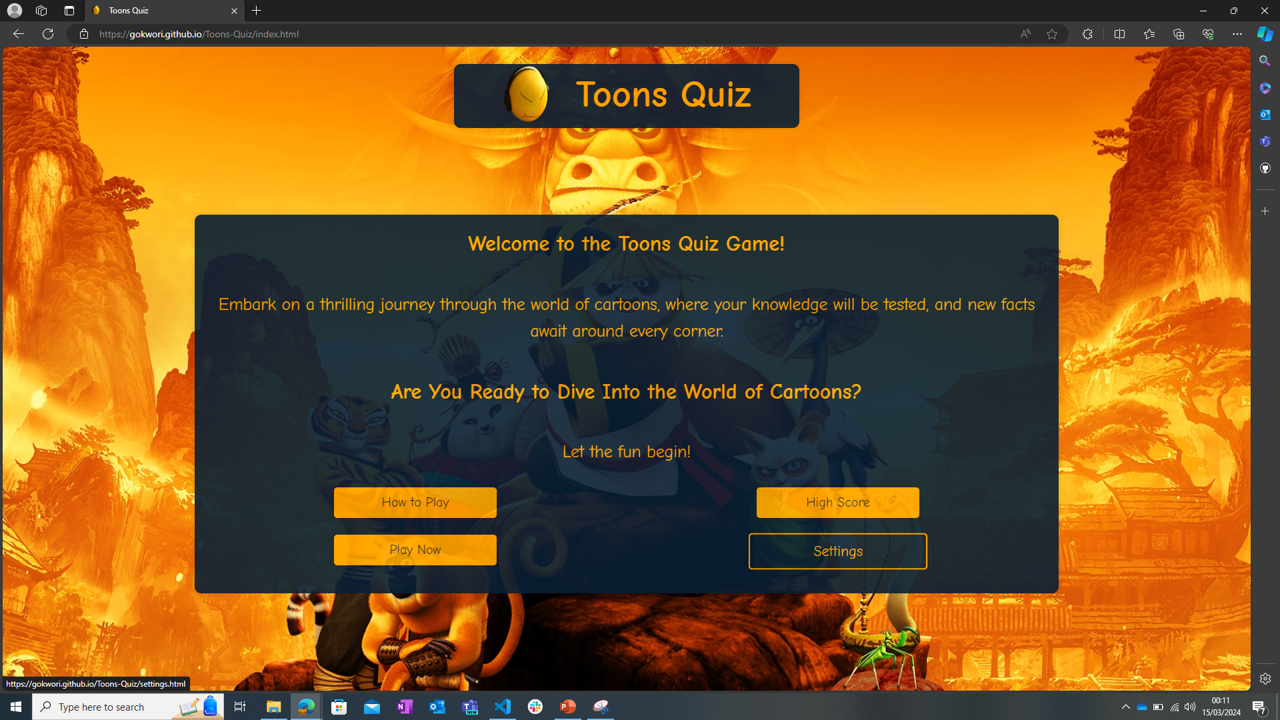 Toons Quiz
https://gokwori.github.io/Toons-Quiz/index.html
Toons Quiz
Welcome to the Toons Quiz Game!
Embark on a thrilling journey through the world of cartoons, where your knowledge will be tested, and new facts
await around every corner.
Are You Ready to Dive Into the World of Cartoons?
Let the fun begin!
How to Play
High Score
Play Now
Settings
https://gokwori.github.io/Toons-Quiz/settings.html
Type here to search
00:11
15/03/2024